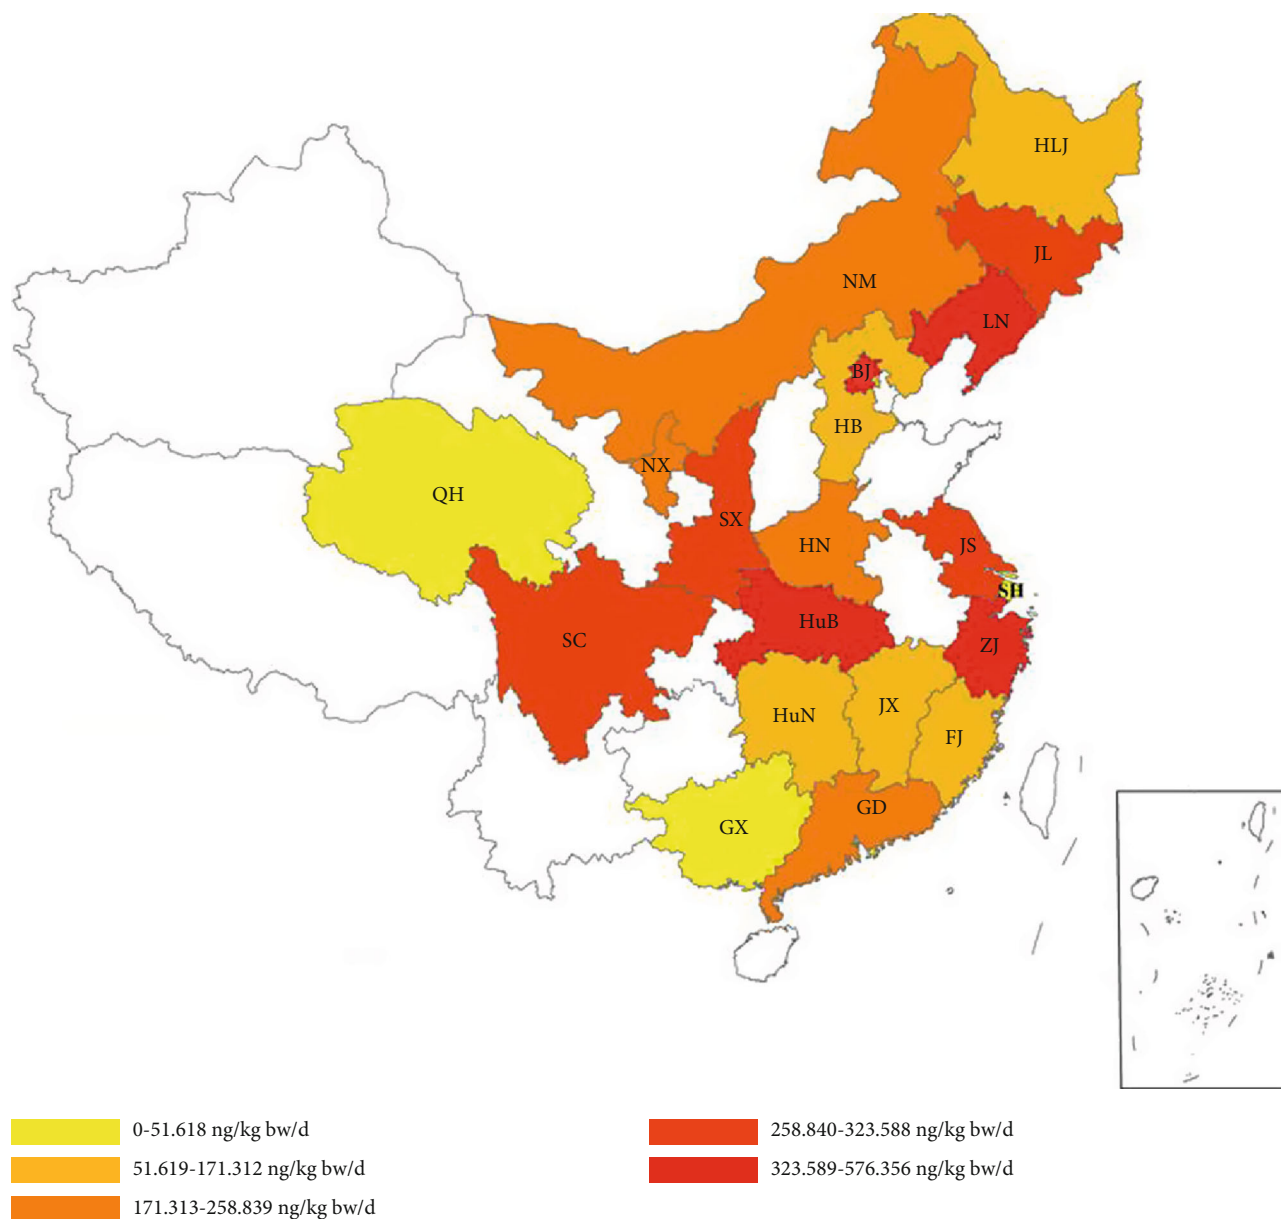 HLJ
JL
NM
LN
BJ
HB
NX
QH
SX
HN
JS
SH
HuB
SC
ZJ
HuN
JX
FJ
GD
GX
0-51.618 ng/kg bw/d
51.619-171.312 ng/kg bw/d
171.313-258.839 ng/kg bw/d
258.840-323.588 ng/kg bw/d
323.589-576.356 ng/kg bw/d